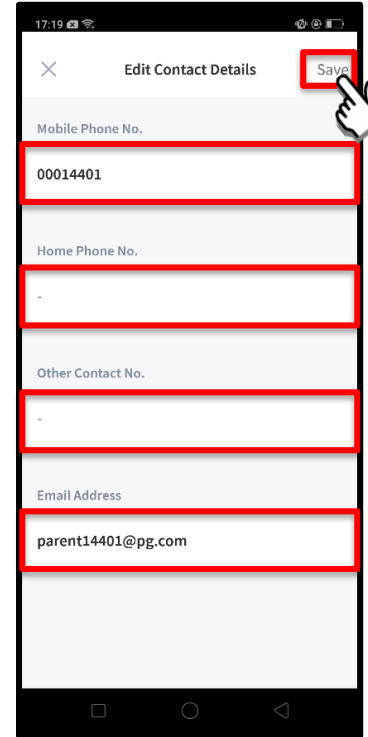 17:19
Edit Contact Details
Save
Mobile Phone No.
00014401
Home Phone No.
-
Other Contact No.
-
Email Address
parent14401@pg.com